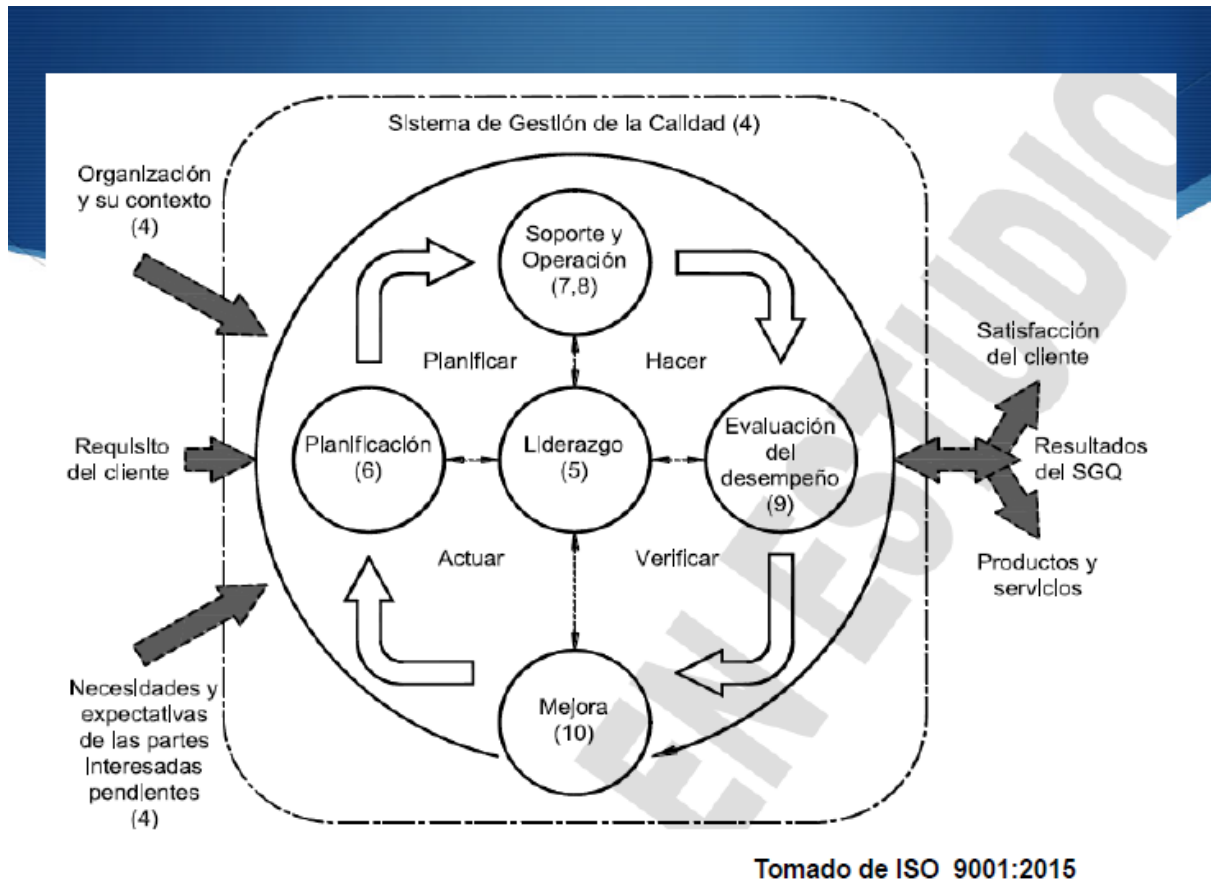 Sistema de Gestión de la Calidad (4)
Organización
y su contexto
(4)
Soporte y
Operación
(7,8)
Satisfacción
del cliente
Planificar
Hacer
Requisito
del cliente
Planificación
(6)
Liderazgo
(5)
Evaluación
del
desempeño
(9)
Resultados
del SGQ
Actuar
Verificar
Productos y
servicios
Necesidades y
expectativas
de las partes
interesadas
pendientes
(4)
Mejora
(10)
EN ESTUDIO
Tomado de ISO 9001:2015